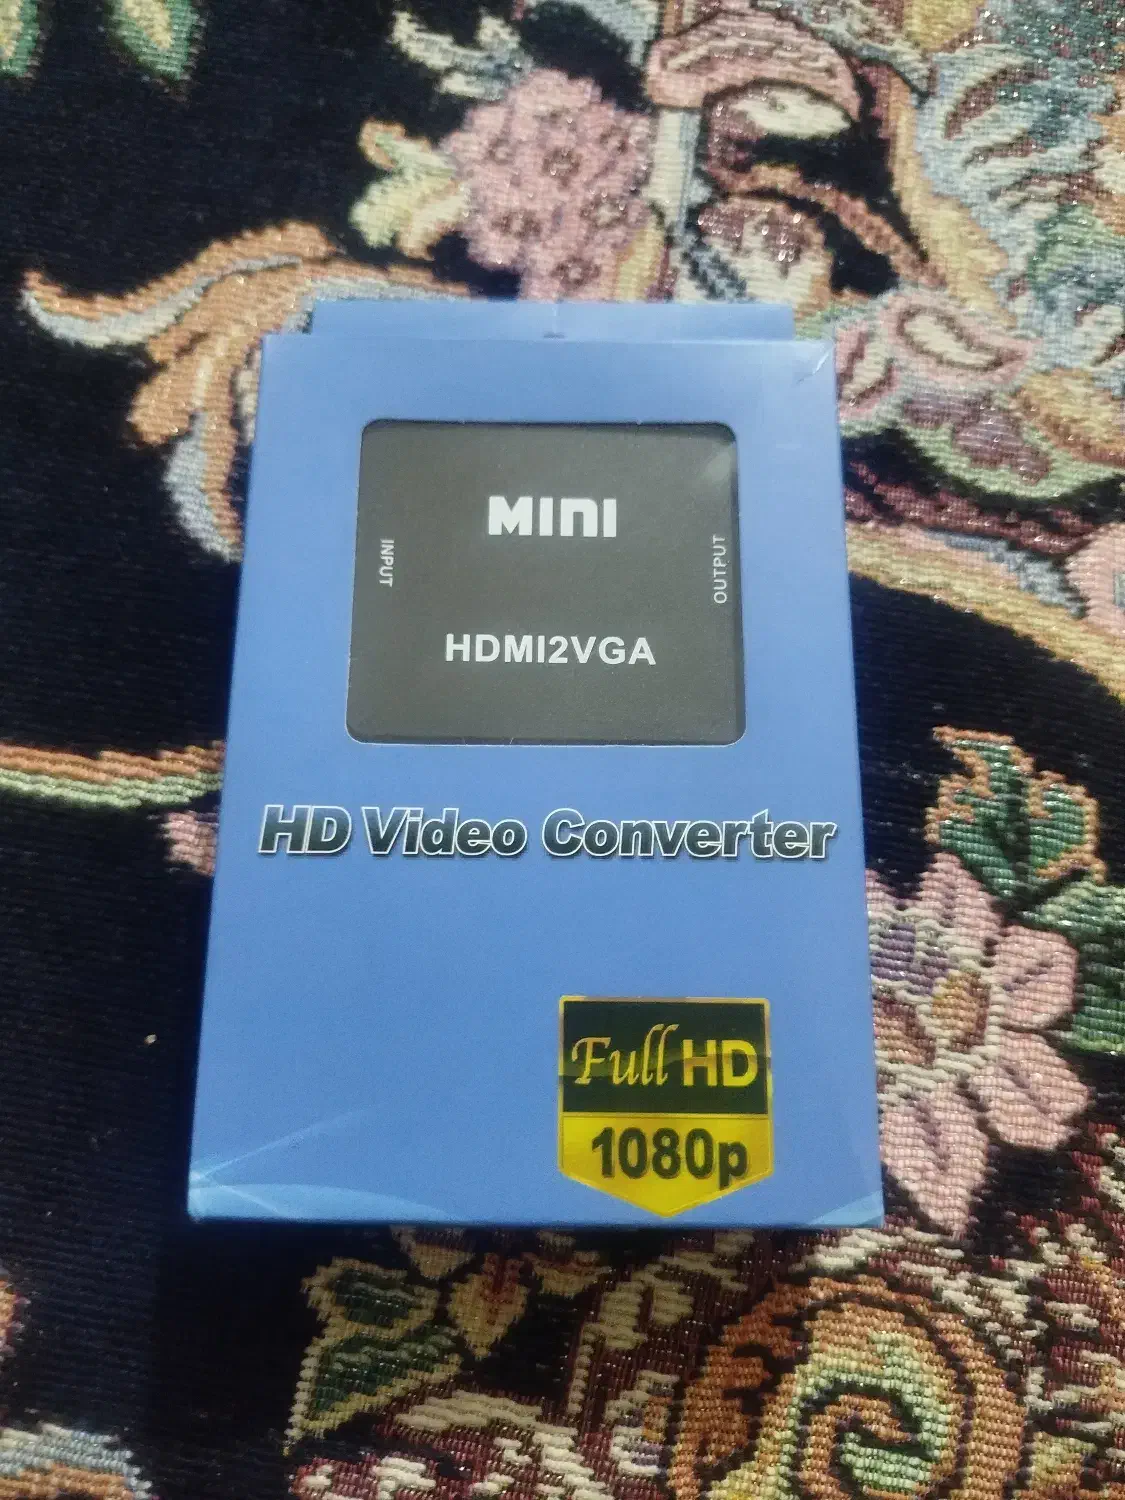 MINI
INPUT
OUTPUT
HDMI2VGA
HD Video Converter
Full HD
1080p